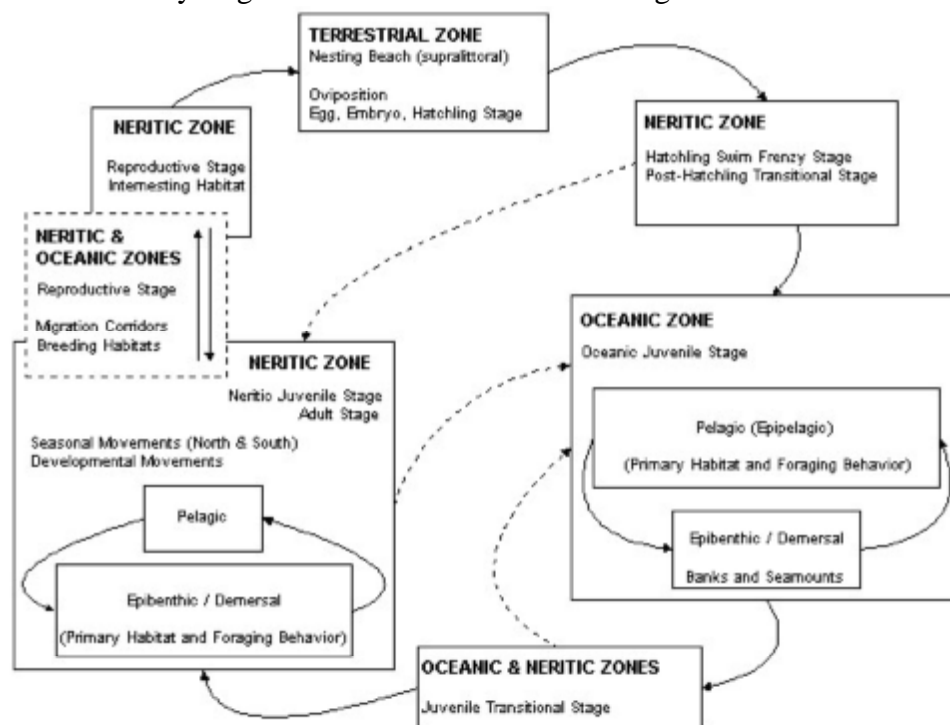 TERRESTRIAL ZONE
Nesting Beach (supralittoral)
Oviposition
Egg, Embryo, Hatchling Stage
NERITIC ZONE
Hatchling Swim Frenzy Stage
Post-Hatchling Transitional Stage
NERITIC ZONE
Reproductive Stage
Internesting Habitat
NERITIC &
OCEANIC ZONES
Reproductive Stage
Migration Corridors
Breeding Habitats
OCEANIC ZONE
Oceanic Juvenile Stage
Pelagic (Epipelagic)
(Primary Habitat and Foraging Behavior)
Epibenthic / Demersal
Banks and Seamounts
NERITIC ZONE
Neritio Juvenile Stage
Adult Stage
Seasonal Movements (North & South)
Developmental Movements
Pelagic
Epibenthic / Demersal
(Primary Habitat and Foraging Behavior)
OCEANIC & NERITIC ZONES
Juvenile Transitional Stage